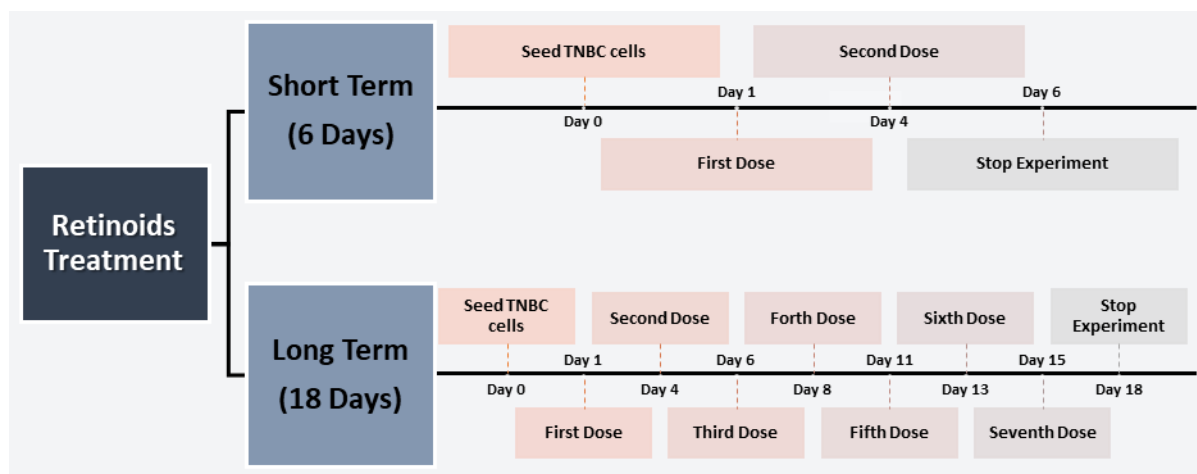 Retinoids
Treatment
Short Term
(6 Days)
Seed TNBC cells
Second Dose
Day 1
Day 6
Day 0
Day 4
First Dose
Stop Experiment
Long Term
(18 Days)
Seed TNBC
cells
Second Dose
Forth Dose
Sixth Dose
Stop
Experiment
Day 1
Day 6
Day 11
Day 15
Day 0
Day 4
Day 8
Day 13
Day 18
First Dose
Third Dose
Fifth Dose
Seventh Dose